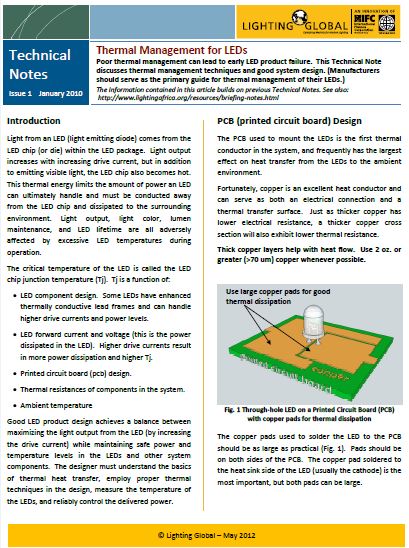 LIGHTING GLOBAL
AN INNOVATION OF
IFC
International
Finance
Corporation
World Bank Group
Technical
Notes
Issue 1 January 2010
Thermal Management for LEDs
Poor thermal management can lead to early LED product failure. This Technical Note
discusses thermal management techniques and good system design. (Manufacturers
should serve as the primary guide for thermal management of their LEDs.)
The information contained in this article builds on previous Technical Notes. See also:
http://www.lightingafrica.org/resources/briefing-notes.html
Introduction
Light from an LED (light emitting diode) comes from the
LED chip (or die) within the LED package. Light output
increases with increasing drive current, but in addition
to emitting visible light, the LED chip also becomes hot.
This thermal energy limits the amount of power an LED
can ultimately handle and must be conducted away
from the LED chip and dissipated to the surrounding
environment. Light output, light color, lumen
maintenance, and LED lifetime are all adversely
affected by excessive LED temperatures during
operation.
The critical temperature of the LED is called the LED
chip junction temperature (Tj). Tj is a function of:
• LED component design. Some LEDs have enhanced
thermally conductive lead frames and can handle
higher drive currents and power levels.
• LED forward current and voltage (this is the power
dissipated in the LED). Higher drive currents result
in more power dissipation and higher Tj.
• Printed circuit board (pcb) design.
• Thermal resistances of components in the system.
• Ambient temperature
Good LED product design achieves a balance between
maximizing the light output from the LED (by increasing
the drive current) while maintaining safe power and
temperature levels in the LEDs and other system
components. The designer must understand the basics
of thermal heat transfer, employ proper thermal
techniques in the design, measure the temperature of
the LEDs, and reliably control the delivered power.
PCB (printed circuit board) Design
The PCB used to mount the LEDs is the first thermal
conductor in the system, and frequently has the largest
effect on heat transfer from the LEDs to the ambient
environment.
Fortunately, copper is an excellent heat conductor and
can serve as both an electrical connection and a
thermal transfer surface. Just as thicker copper has
lower electrical resistance, a thicker copper cross
section will also exhibit lower thermal resistance.
Thick copper layers help with heat flow. Use 2 oz. or
greater (>70 um) copper whenever possible.
Use large copper pads for good
thermal dissipation
copper
printed circuit board
Fig. 1 Through-hole LED on a Printed Circuit Board (PCB)
with copper pads for thermal dissipation
The copper pads used to solder the LED to the PCB
should be as large as practical (Fig. 1). Pads should be
on both sides of the PCB. The copper pad soldered to
the heat sink side of the LED (usually the cathode) is the
most important, but both pads can be large.
© Lighting Global – May 2012